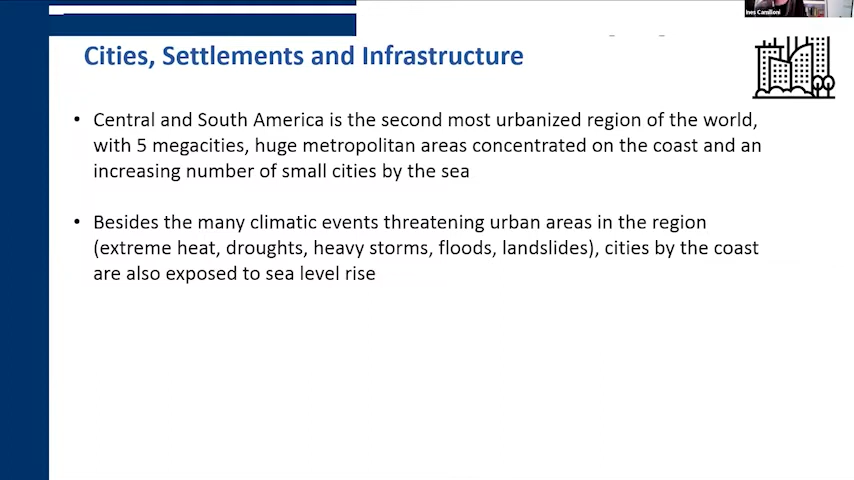 Ines Camilloni
Cities, Settlements and Infrastructure
• Central and South America is the second most urbanized region of the world,
with 5 megacities, huge metropolitan areas concentrated on the coast and an
increasing number of small cities by the sea
• Besides the many climatic events threatening urban areas in the region
(extreme heat, droughts, heavy storms, floods, landslides), cities by the coast
are also exposed to sea level rise